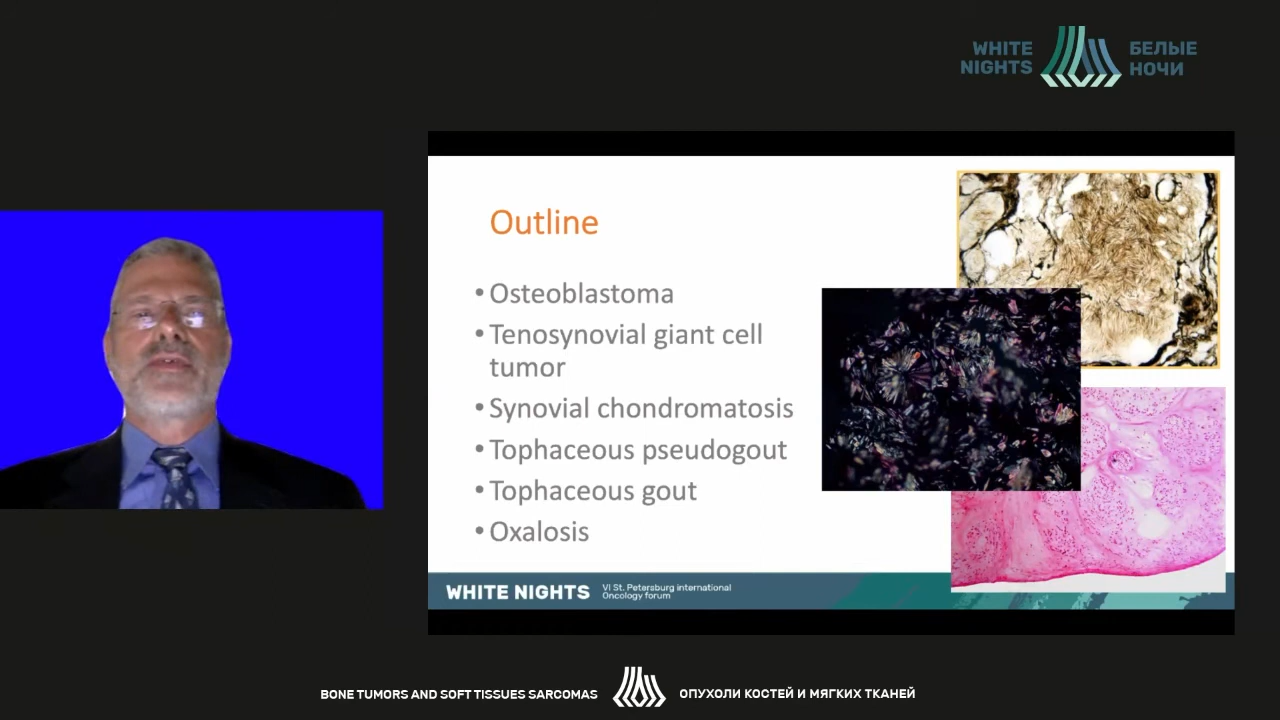 WHITE
NIGHTS
БЕЛЫЕ
НОЧИ
Outline
• Osteoblastoma
• Tenosynovial giant cell
tumor
• Synovial chondromatosis
• Tophaceous pseudogout
• Tophaceous gout
• Oxalosis
WHITE NIGHTS
VI St. Petersburg international
Oncology forum
BONE TUMORS AND SOFT TISSUES SARCOMAS
ОПУХОЛИ КОСТЕЙ И МЯГКИХ ТКАНЕЙ